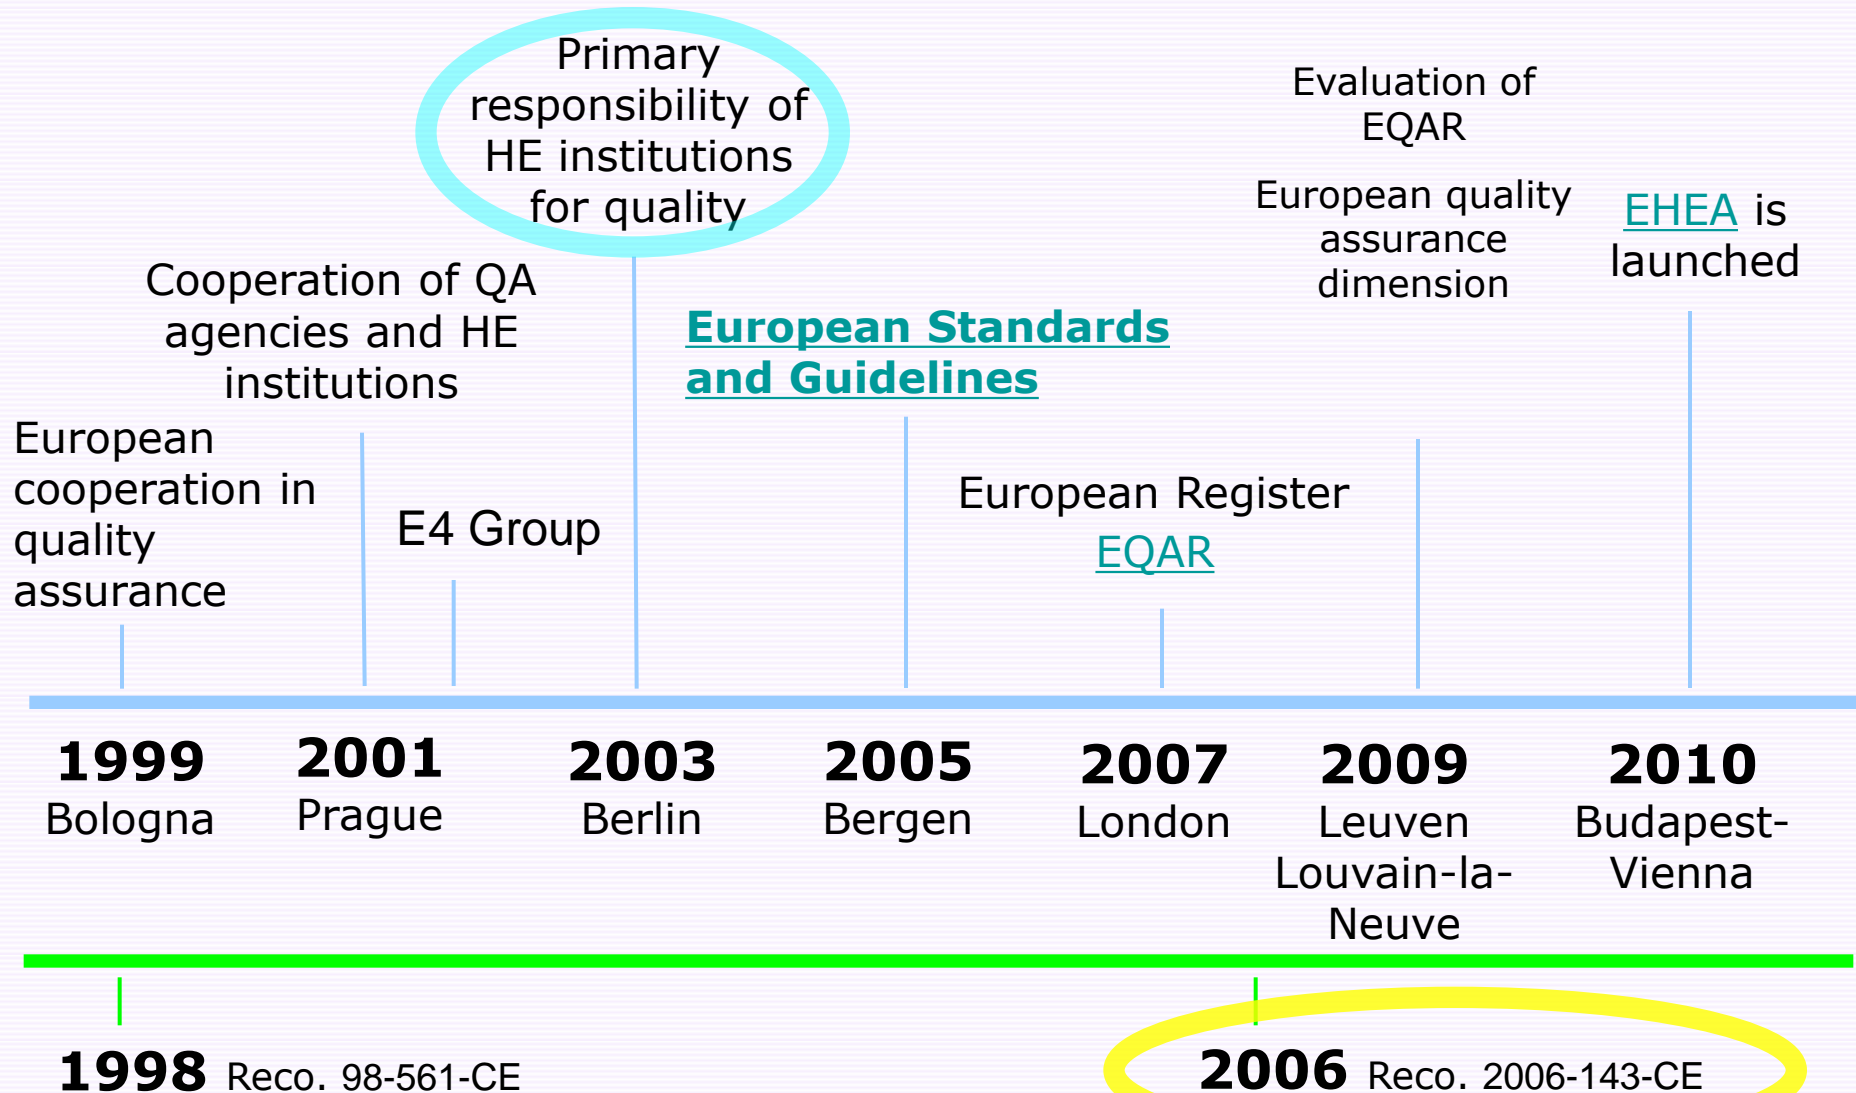 Primary
responsibility of
HE institutions
for quality
Evaluation of
EQAR
European quality
assurance
dimension
EHEA is
launched
Cooperation of QA
agencies and HE
institutions
European Standards
and Guidelines
European
cooperation in
quality
assurance
E4 Group
European Register
EQAR
1999
Bologna
2001
Prague
2003
Berlin
2005
Bergen
2007
London
2009
Leuven
Louvain-la-
Neuve
2010
Budapest-
Vienna
1998 Reco. 98-561-CE
2006 Reco. 2006-143-CE